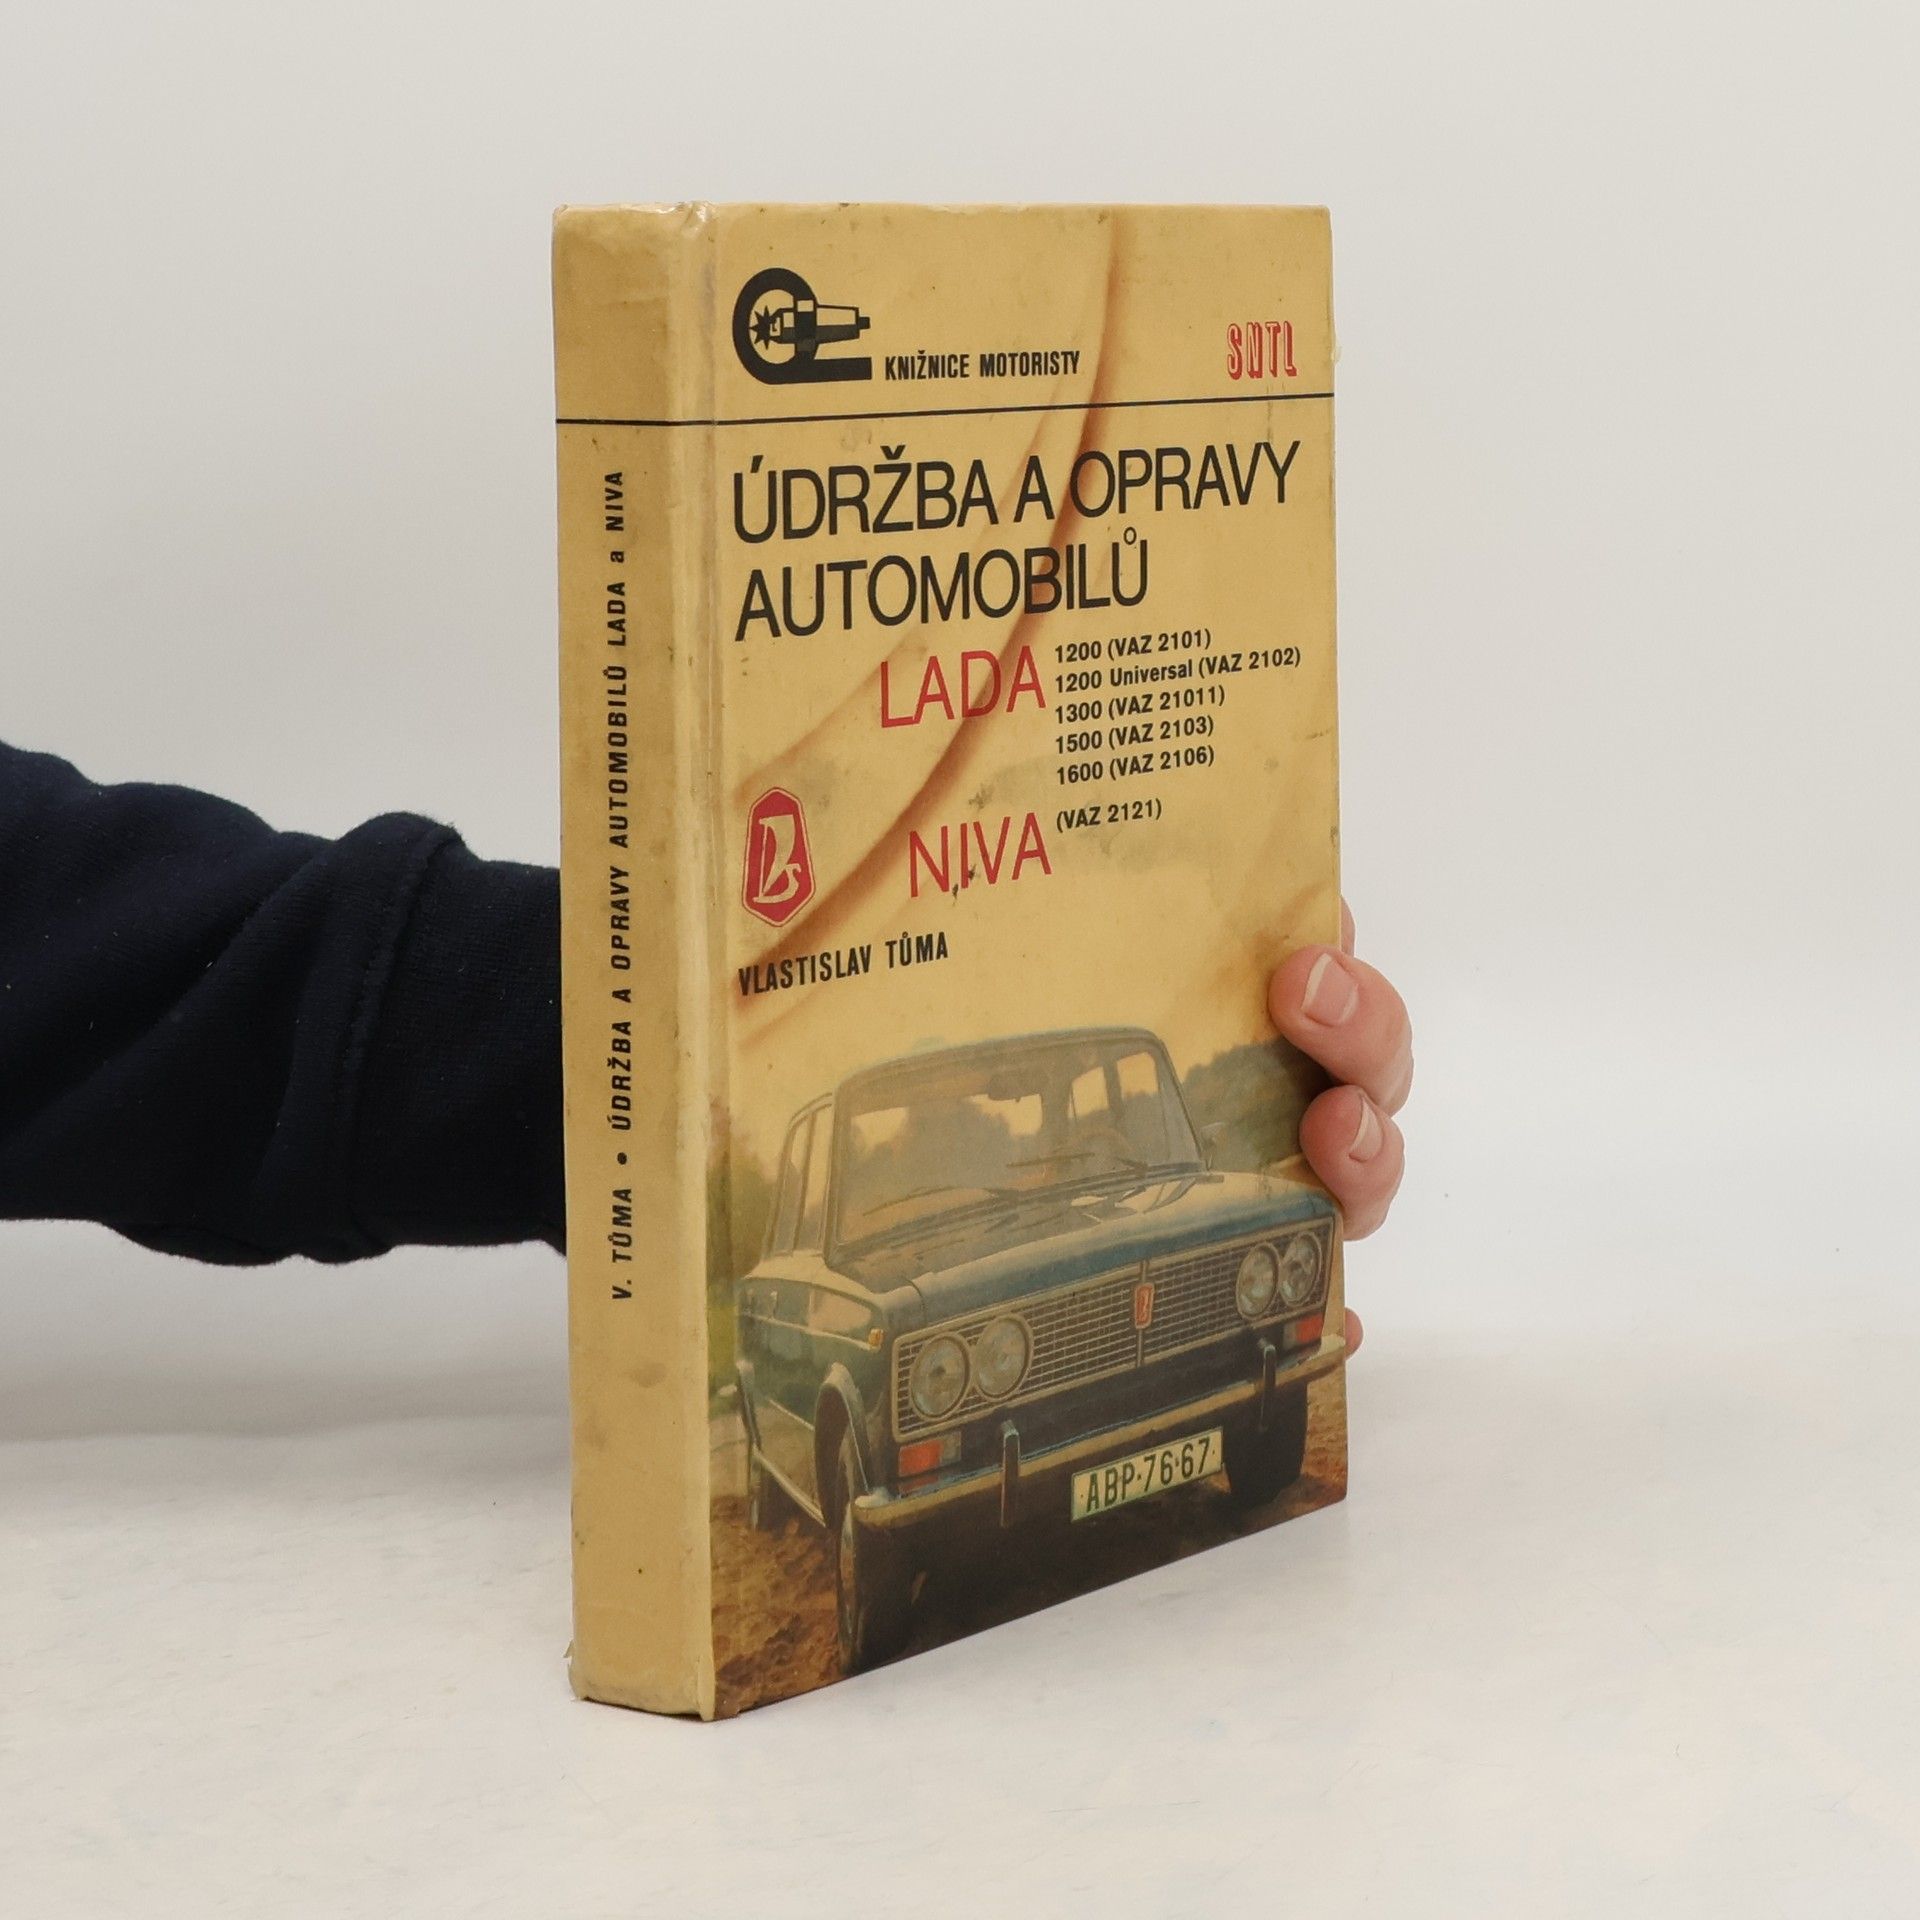 V. TŮMA • ÚDRŽBA A OPRAVY AUTOMOBILŮ LADA a NIVA
KNIŽNICE MOTORISTY
SNTL
ÚDRŽBA A OPRAVY
AUTOMOBILŮ
LADA
1200 (VAZ 2101)
1200 Universal (VAZ 2102)
1300 (VAZ 21011)
1500 (VAZ 2103)
1600 (VAZ 2106)
NIVA
(VAZ 2121)
VLASTISLAV TŮMA
ABP·76·67